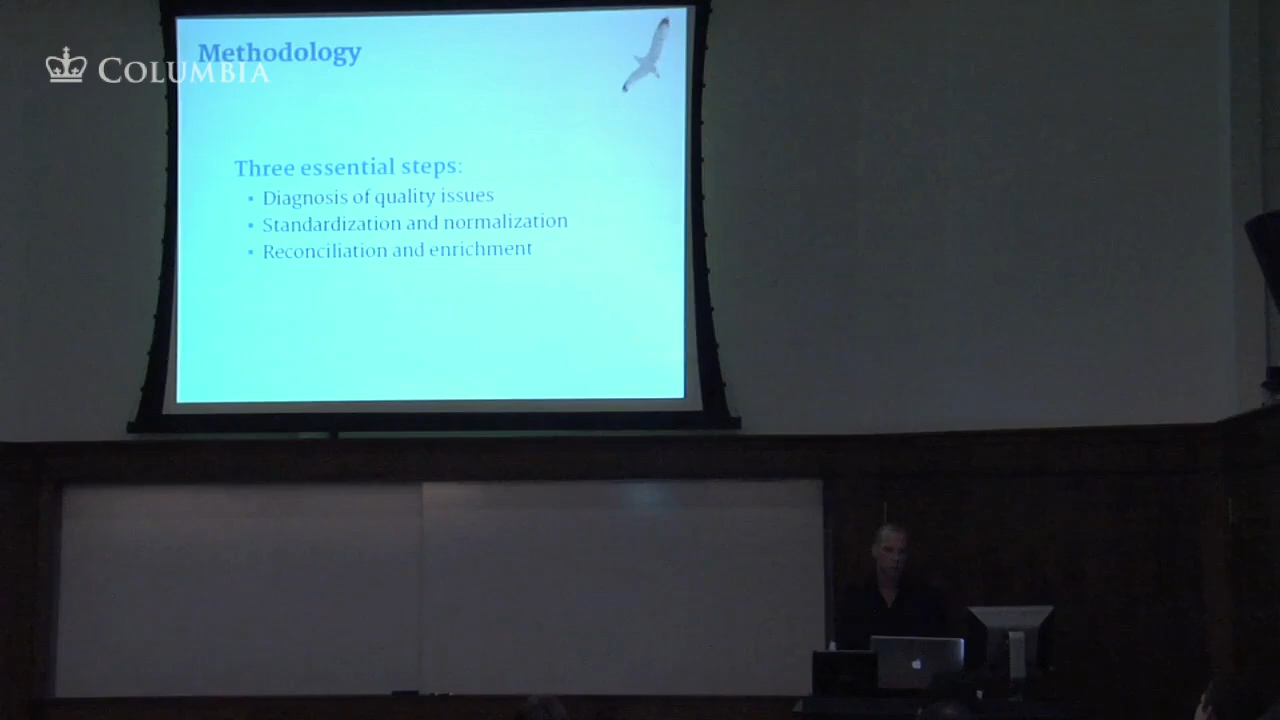 Methodology
COLUMBIA
Three essential steps:
▪ Diagnosis of quality issues
▪ Standardization and normalization
▪ Reconciliation and enrichment